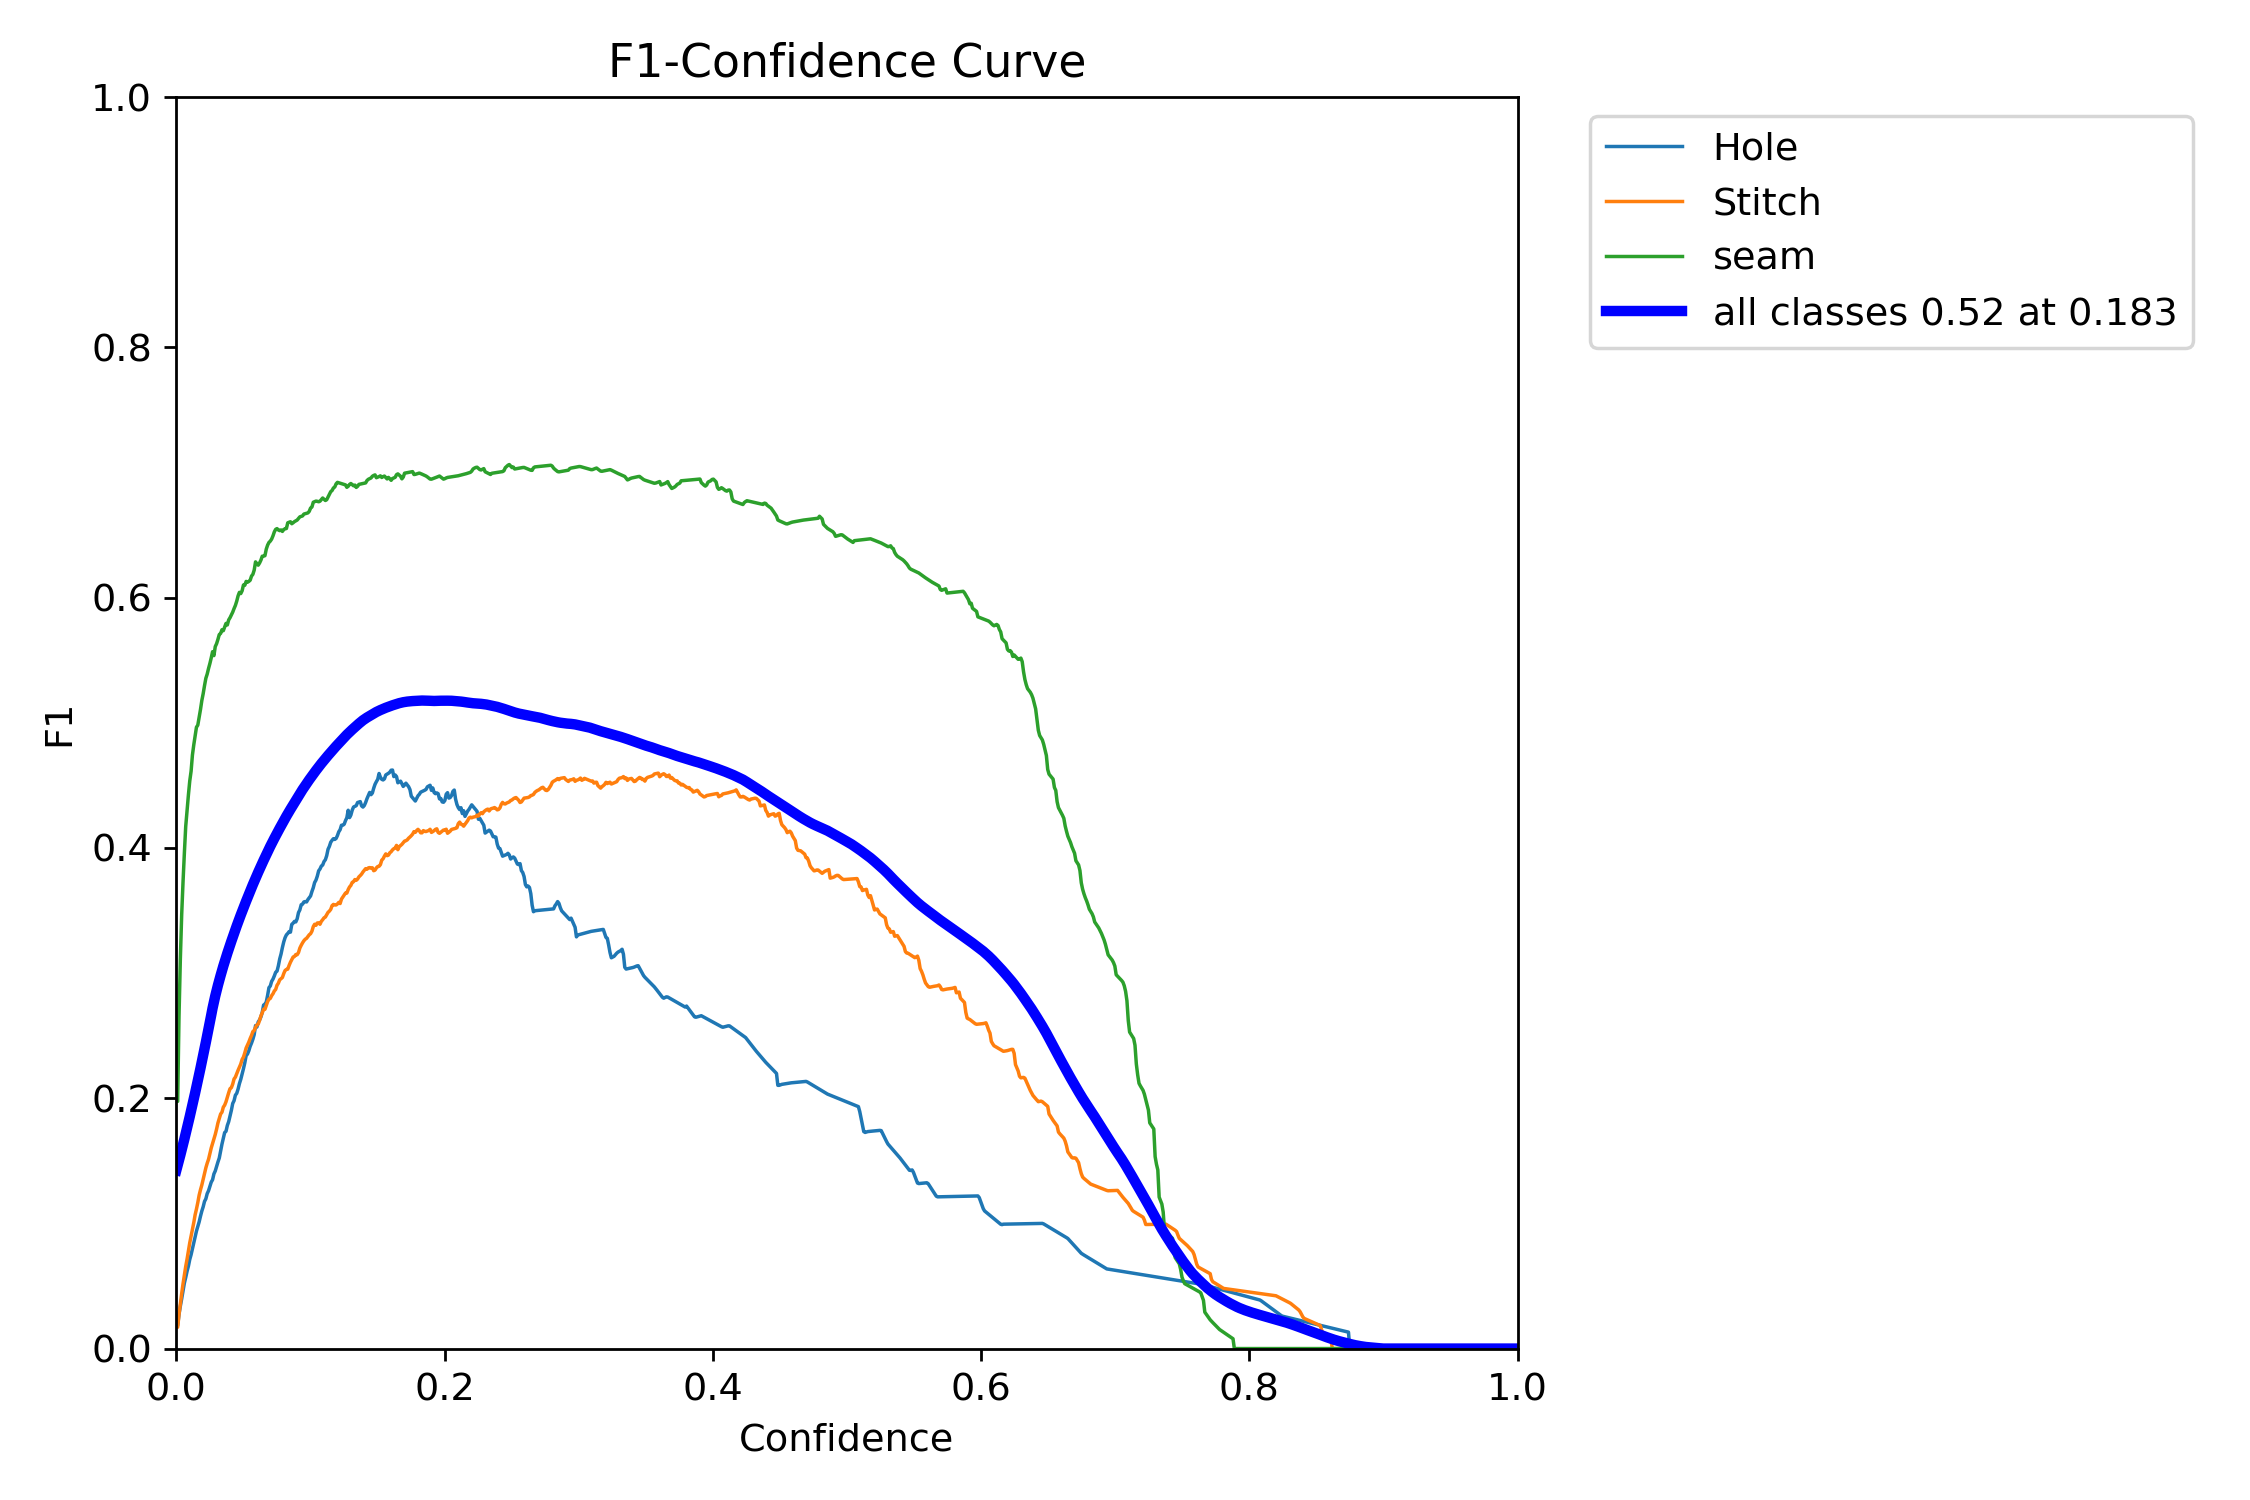 F1-Confidence Curve
1.0
0.8
0.6
0.4
0.2
0.0
F1
0.0 0.2 0.4 0.6 0.8 1.0
Confidence
Hole
Stitch
seam
all classes 0.52 at 0.183